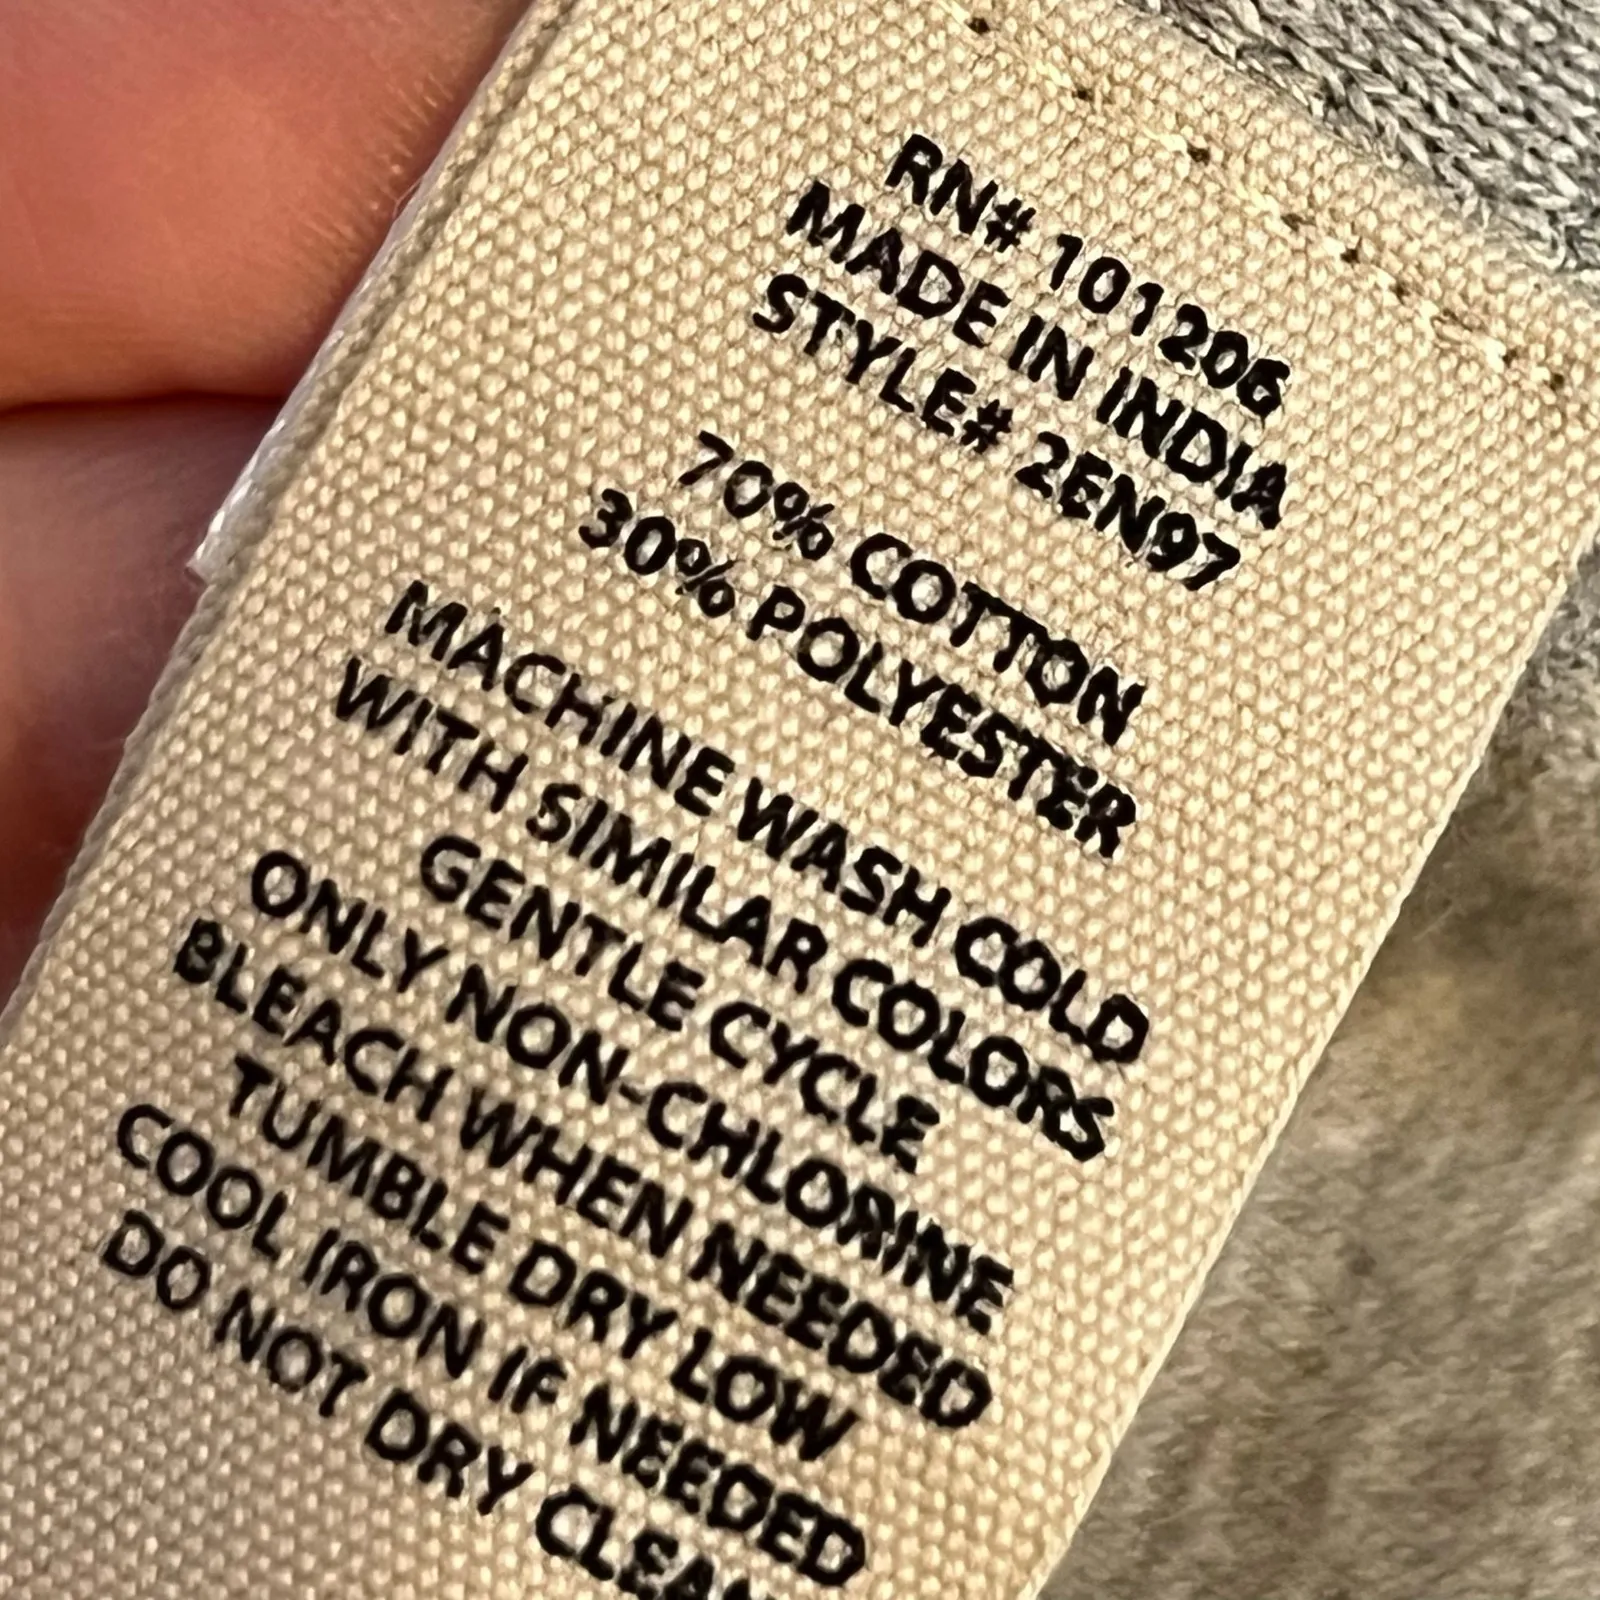 RN# 101206
MADE IN INDIA
STYLE# 2EN97
70% COTTON
30% POLYESTER
MACHINE WASH COLD
WITH SIMILAR COLORS
GENTLE CYCLE
ONLY NON-CHLORINE
BLEACH WHEN NEEDED
TUMBLE DRY LOW
COOL IRON IF NEEDED
DO NOT DRY CLEAN